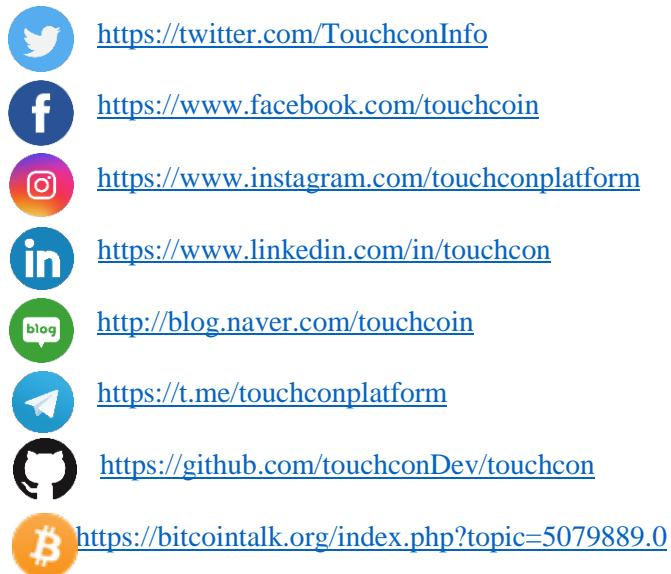 https://twitter.com/TouchconInfo
https://www.facebook.com/touchcoin
https://www.instagram.com/touchconplatform
https://www.linkedin.com/in/touchcon
blog http://blog.naver.com/touchcoin
https://t.me/touchconplatform
https://github.com/touchconDev/touchcon
https://bitcointalk.org/index.php?topic=5079889.0